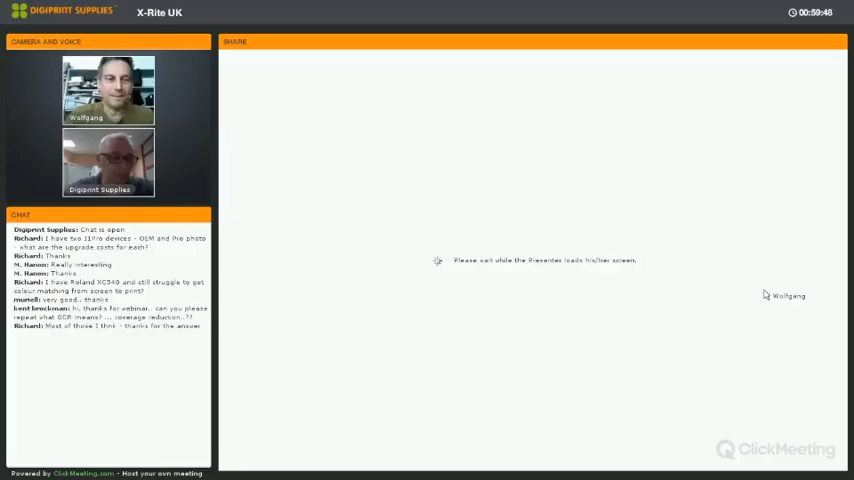 DIGIPRINT SUPPLIES
X-Rite UK
00:59:48
CAMERA AND VOICE
Wolfgang
Digiprint Supplies
CHAT
Digiprint Supplies: Chat is open
Richard: I have two I1Pro devices - OEM and Pro photo
- what are the upgrade costs for each?
Richard: Thanks
M. Hanon: Really interesting
M. Hanon: Thanks
Richard: I have Roland XC540 and still struggle to get
colour matching from screen to print?
muriell: very good.. thanks
kent brockman: hi, thanks for webinar.. can you please
repeat what GCR means? ... coverage reduction..??
Richard: Most of those I thnk - thanks for the answer
Powered by ClickMeeting.com - Host your own meeting
SHARE
Please wait while the Presenter loads his/her screen.
Wolfgang
ClickMeeting